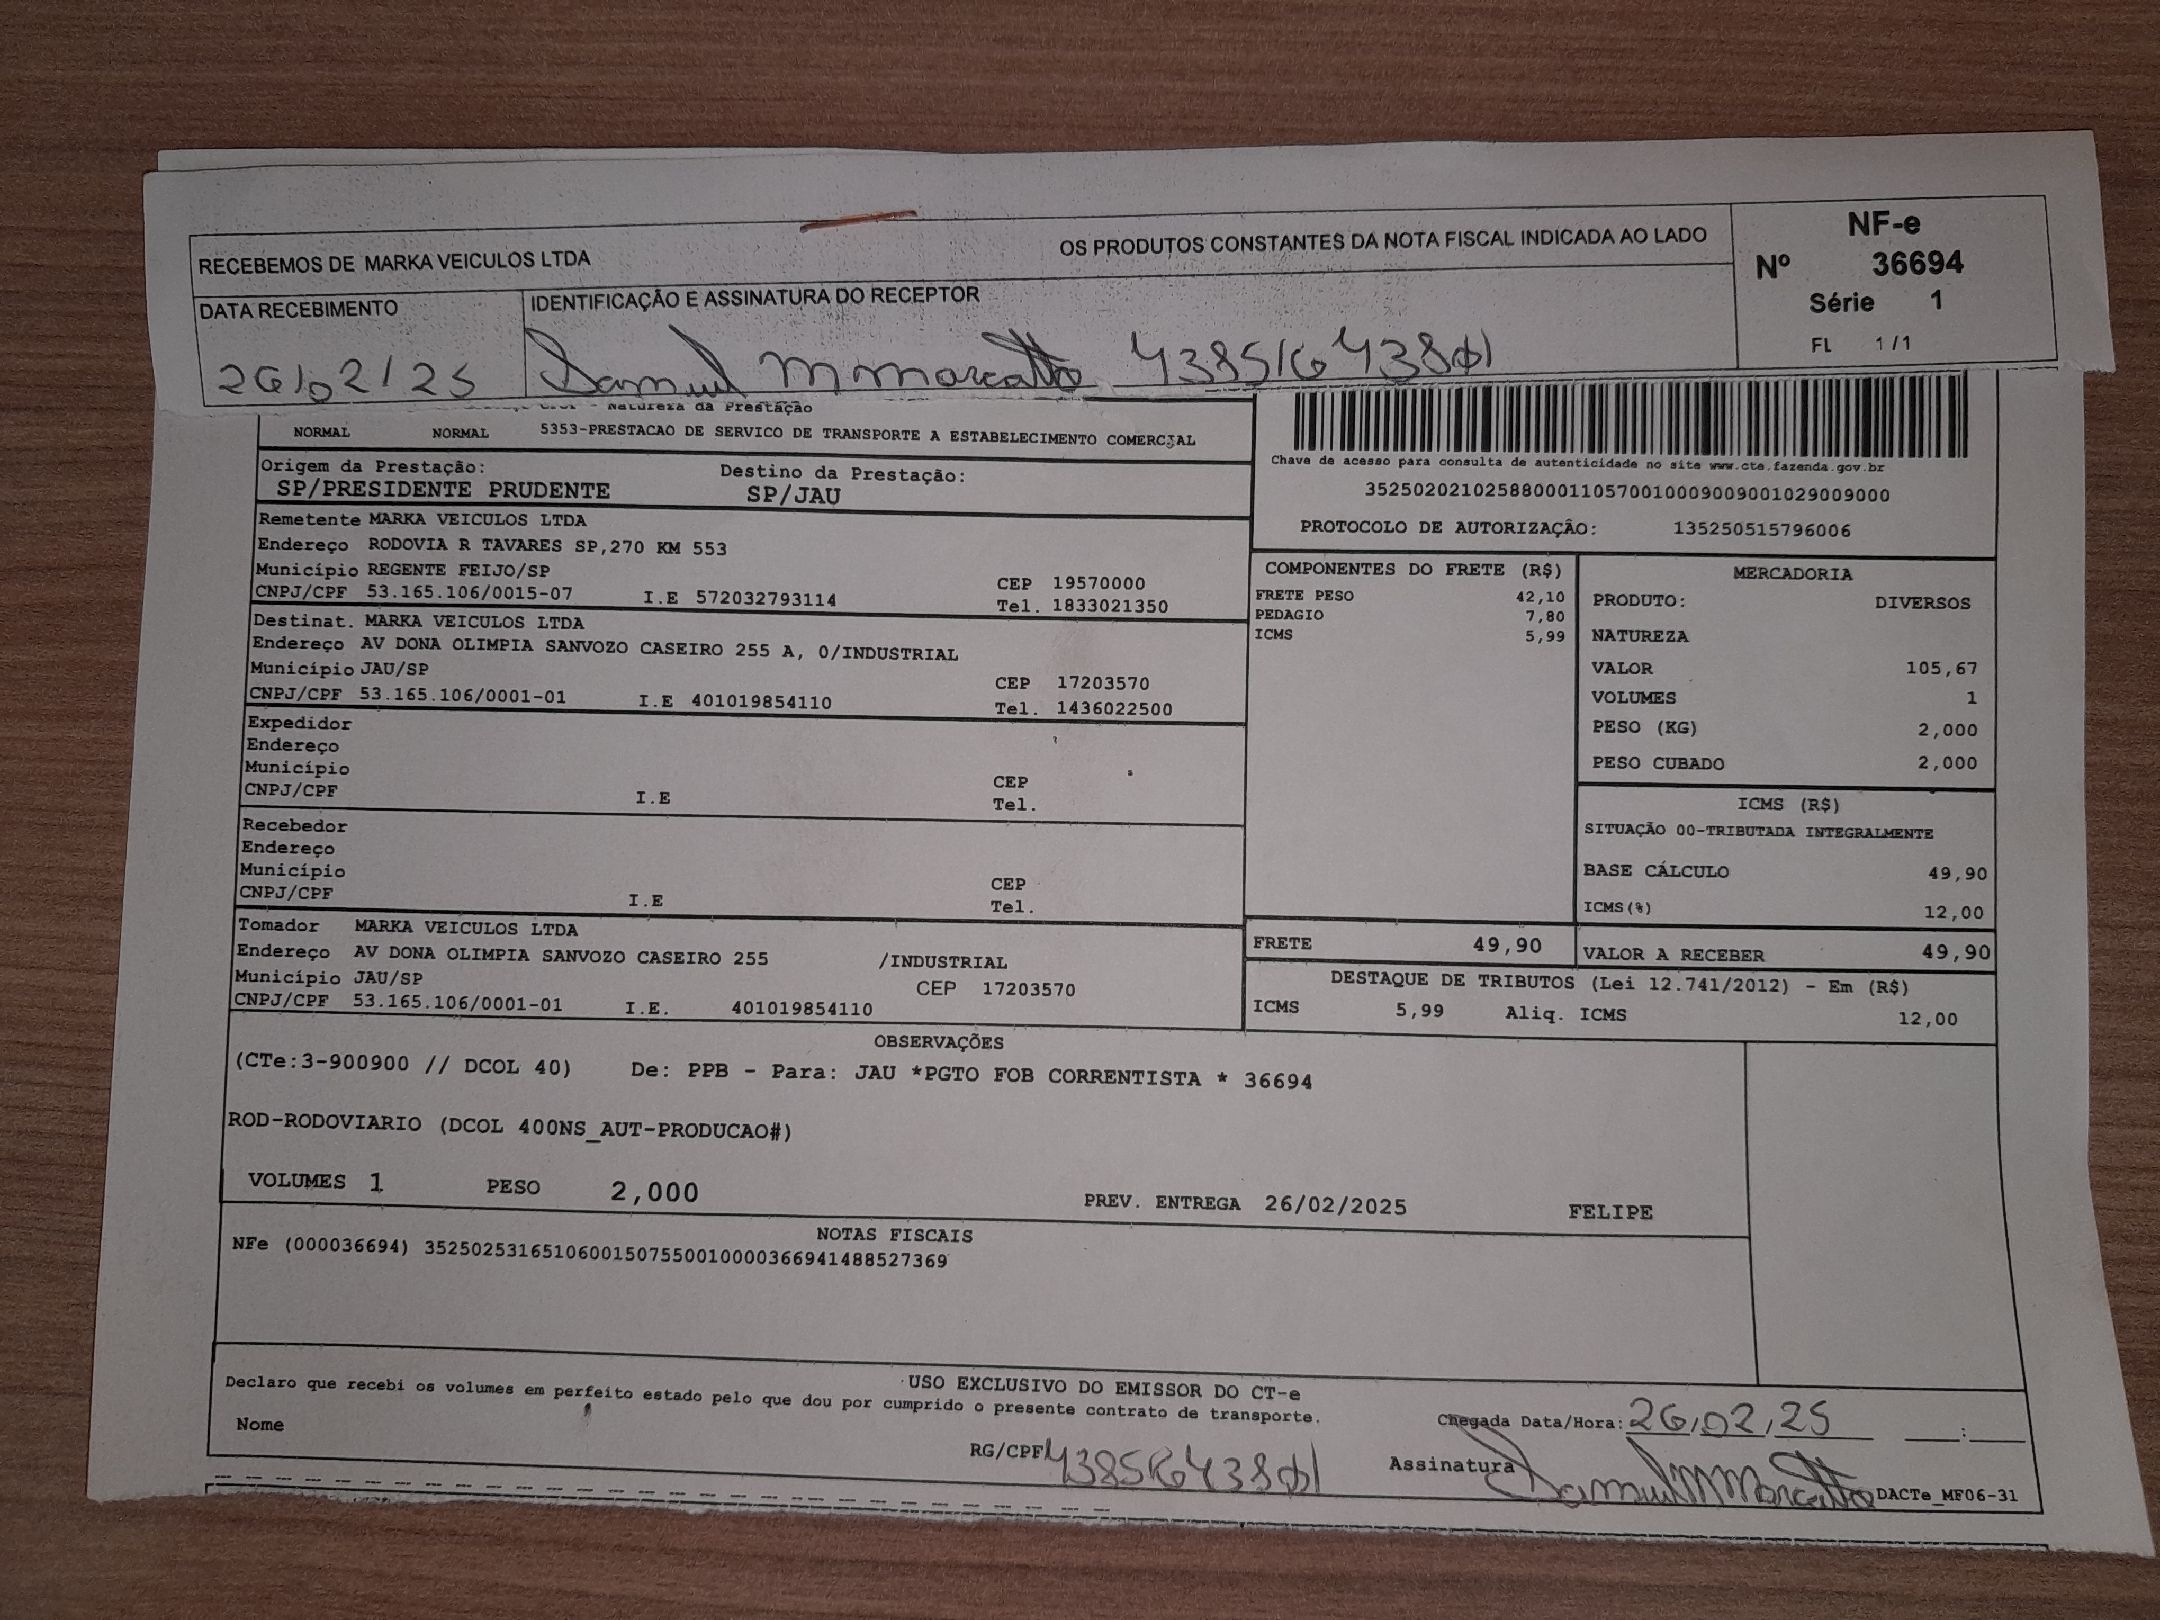 RECEBEMOS DE MARKA VEICULOS LTDA
OS PRODUTOS CONSTANTES DA NOTA FISCAL INDICADA AO LADO
NF-e
Nº 36694
Série 1
FL 1/1
DATA RECEBIMENTO
IDENTIFICAÇÃO E ASSINATURA DO RECEPTOR
26/02/25
Natureza da Prestação
NORMAL NORMAL 5353-PRESTACAO DE SERVICO DE TRANSPORTE A ESTABELECIMENTO COMERCIAL
Origem da Prestação: Destino da Prestação:
SP/PRESIDENTE PRUDENTE SP/JAU
Chave de acesso para consulta de autenticidade no site www.cte.fazenda.gov.br
35250202102588000110570010009009001029009000
PROTOCOLO DE AUTORIZAÇÃO: 135250515796006
Remetente MARKA VEICULOS LTDA
Endereço RODOVIA R TAVARES SP,270 KM 553
Município REGENTE FEIJO/SP CEP 19570000
CNPJ/CPF 53.165.106/0015-07 I.E 572032793114 Tel. 1833021350
Destinat. MARKA VEICULOS LTDA
Endereço AV DONA OLIMPIA SANVOZO CASEIRO 255 A, 0/INDUSTRIAL
Município JAU/SP CEP 17203570
CNPJ/CPF 53.165.106/0001-01 I.E 401019854110 Tel. 1436022500
Expedidor
Endereço
Município CEP
CNPJ/CPF I.E Tel.
Recebedor
Endereço
Município CEP
CNPJ/CPF I.E Tel.
Tomador MARKA VEICULOS LTDA
Endereço AV DONA OLIMPIA SANVOZO CASEIRO 255 /INDUSTRIAL
Município JAU/SP CEP 17203570
CNPJ/CPF 53.165.106/0001-01 I.E. 401019854110
COMPONENTES DO FRETE (R$)
FRETE PESO 42,10
PEDAGIO 7,80
ICMS 5,99
MERCADORIA
PRODUTO: DIVERSOS
NATUREZA
VALOR 105,67
VOLUMES 1
PESO (KG) 2,000
PESO CUBADO 2,000
ICMS (R$)
SITUAÇÃO 00-TRIBUTADA INTEGRALMENTE
BASE CÁLCULO 49,90
ICMS(%) 12,00
FRETE 49,90
VALOR A RECEBER 49,90
DESTAQUE DE TRIBUTOS (Lei 12.741/2012) - Em (R$)
ICMS 5,99 Aliq. ICMS 12,00
OBSERVAÇÕES
(CTe:3-900900 // DCOL 40) De: PPB - Para: JAU *PGTO FOB CORRENTISTA * 36694
ROD-RODOVIARIO (DCOL 400NS_AUT-PRODUCAO#)
VOLUMES 1 PESO 2,000 PREV. ENTREGA 26/02/2025 FELIPE
NOTAS FISCAIS
NFe (000036694) 35250253165106001507550010000366941488527369
USO EXCLUSIVO DO EMISSOR DO CT-e
Declaro que recebi os volumes em perfeito estado pelo que dou por cumprido o presente contrato de transporte.
Chegada Data/Hora: 26,02,25 :
Nome
RG/CPF
Assinatura
DACTe_MF06-31